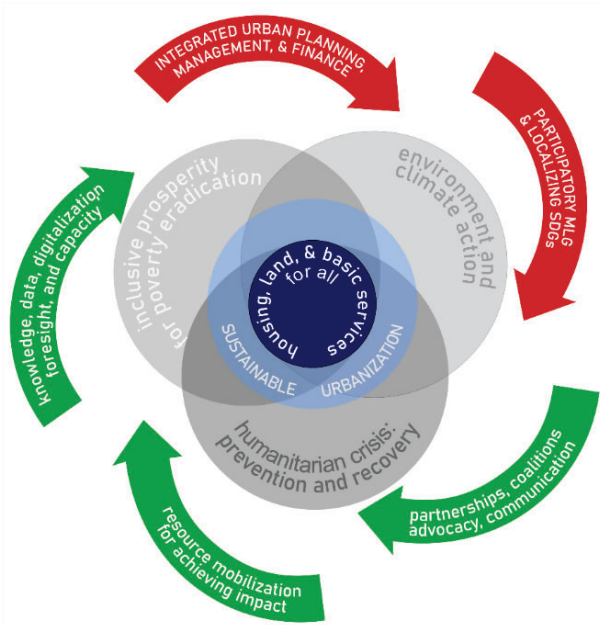 INTEGRATED URBAN PLANNING,
MANAGEMENT, & FINANCE
PARTICIPATORY MLG
& LOCALIZING SDGs
inclusive prosperity
for poverty eradication
environment and
climate action
knowledge, data, digitalization
foresight, and capacity
housing, land, & basic services
for all
SUSTAINABLE URBANIZATION
humanitarian crisis:
prevention and recovery
partnerships, coalitions
advocacy, communication
resource mobilization
for achieving impact